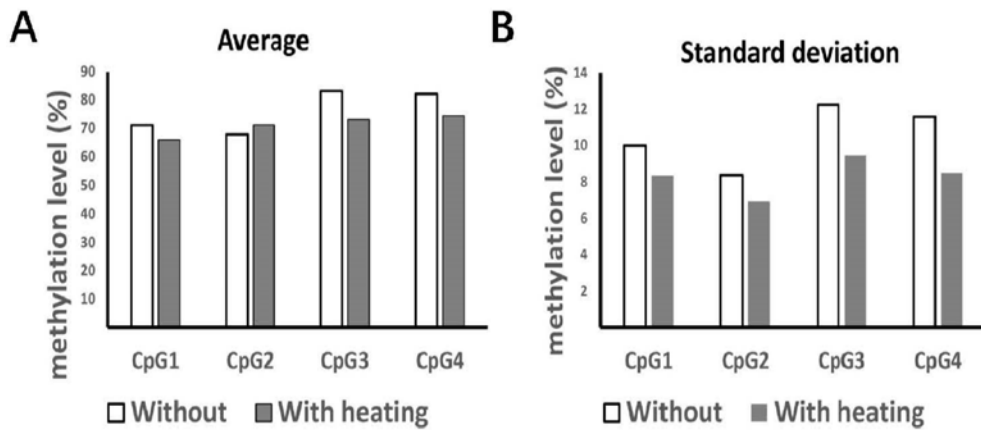 A
Average
methylation level (%)
90
80
70
60
50
40
30
20
10
CpG1 CpG2 CpG3 CpG4
Without With heating
B
Standard deviation
methylation level (%)
14
12
10
8
6
4
2
CpG1 CpG2 CpG3 CpG4
Without With heating